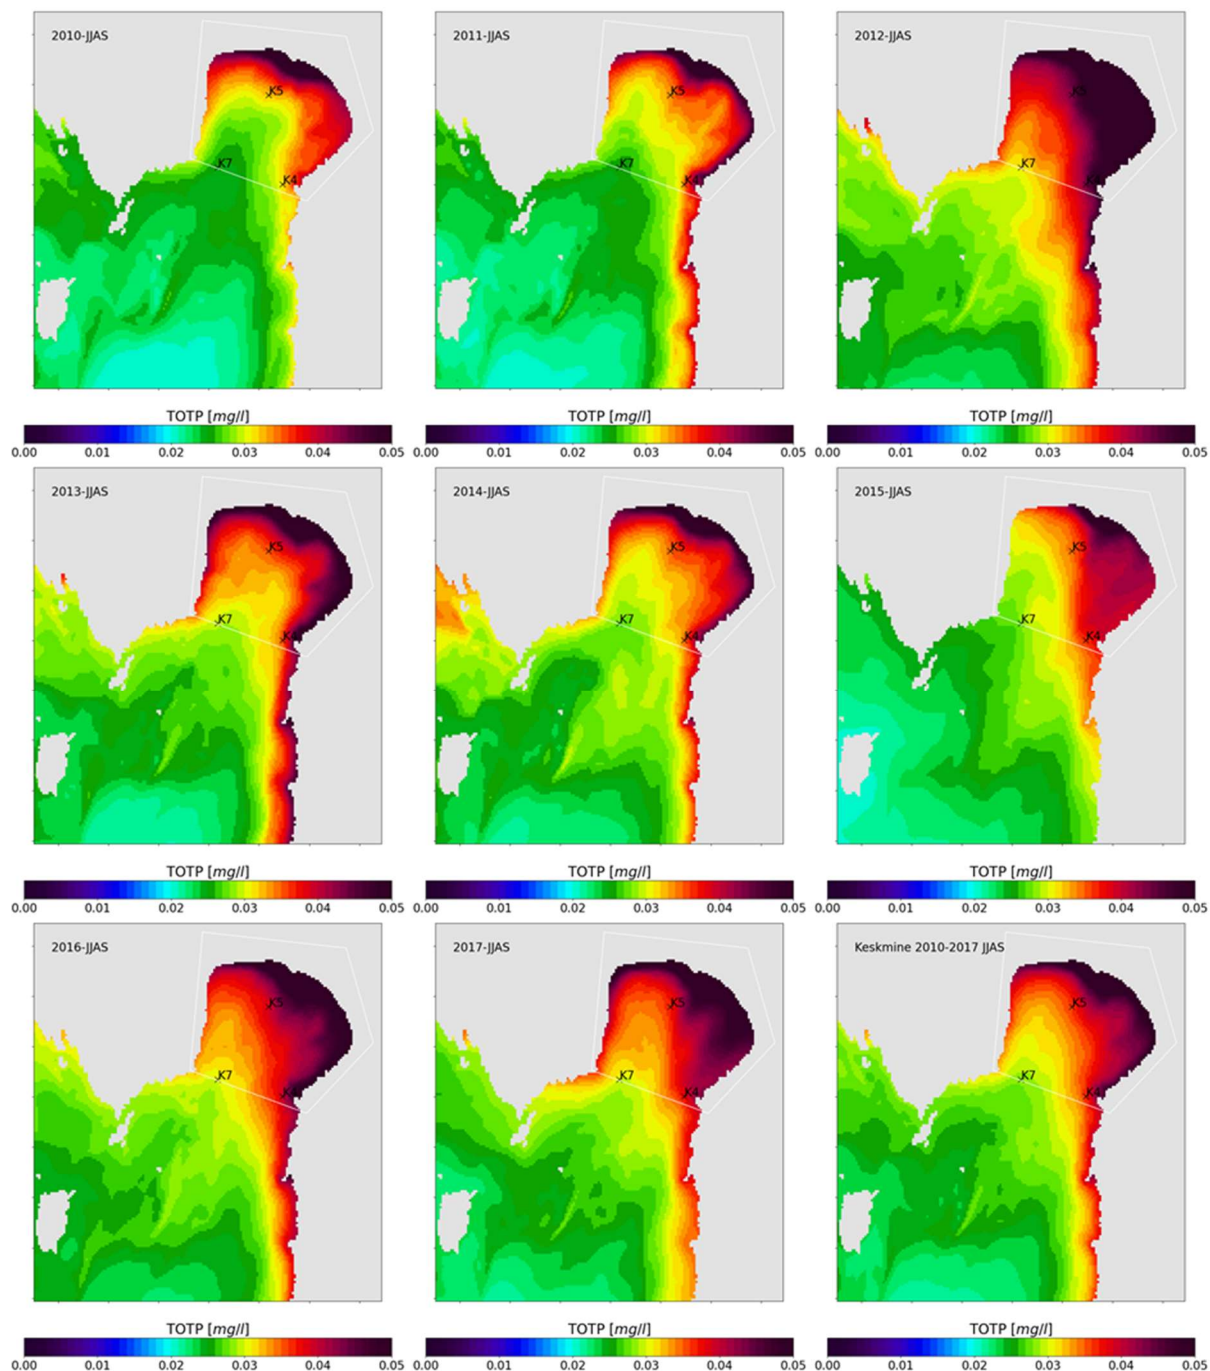 2010-JJAS
2011-JJAS
2012-JJAS
K5
K5
K5
K7
K7
K7
K4
K4
K4
TOTP [mg/l]
TOTP [mg/l]
TOTP [mg/l]
0.00 0.01 0.02 0.03 0.04 0.05
0.00 0.01 0.02 0.03 0.04 0.05
0.00 0.01 0.02 0.03 0.04 0.05
2013-JJAS
2014-JJAS
2015-JJAS
K5
K5
K5
K7
K7
K7
K4
K4
K4
TOTP [mg/l]
TOTP [mg/l]
TOTP [mg/l]
0.00 0.01 0.02 0.03 0.04 0.05
0.00 0.01 0.02 0.03 0.04 0.05
0.00 0.01 0.02 0.03 0.04 0.05
2016-JJAS
2017-JJAS
Keskmine 2010-2017 JJAS
K5
K5
K5
K7
K7
K7
K4
K4
K4
TOTP [mg/l]
TOTP [mg/l]
TOTP [mg/l]
0.00 0.01 0.02 0.03 0.04 0.05
0.00 0.01 0.02 0.03 0.04 0.05
0.00 0.01 0.02 0.03 0.04 0.05